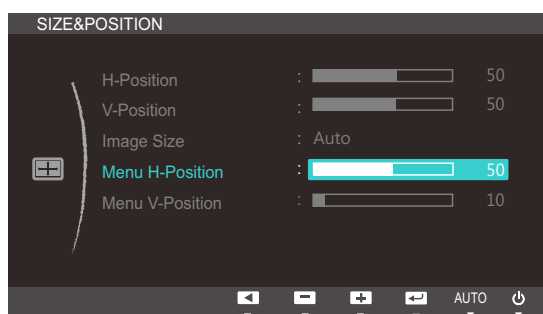 SIZE&POSITION
H-Position : 50
V-Position : 50
Image Size : Auto
Menu H-Position : 50
Menu V-Position : 10
AUTO